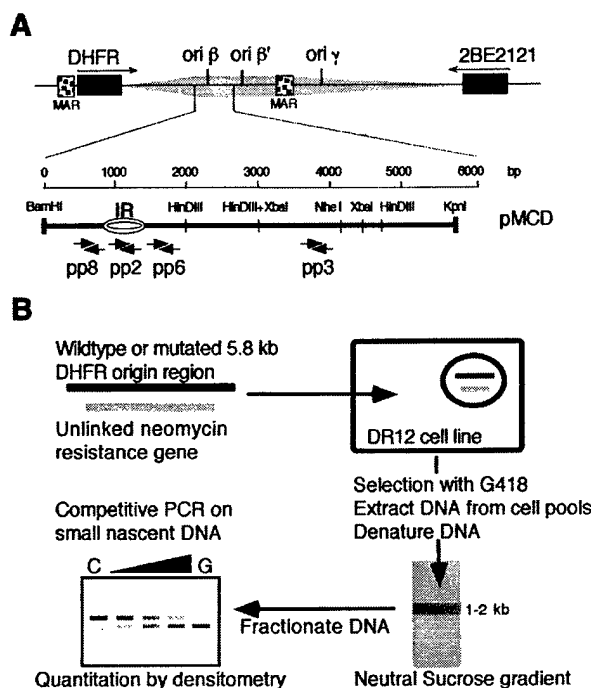 A
DHFR
ori β
ori β'
ori γ
2BE2121
MAR
MAR
0 1000 2000 3000 4000 5000 6000 bp
BamHI IR HinDIII HinDIII+XbaI NheI XbaI HinDIII KpnI
pMCD
pp8 pp2 pp6 pp3
B
Wildtype or mutated 5.8 kb
DHFR origin region
Unlinked neomycin
resistance gene
DR12 cell line
Selection with G418
Extract DNA from cell pools
Denature DNA
Competitive PCR on
small nascent DNA
C G
1-2 kb
Fractionate DNA
Quantitation by densitometry
Neutral Sucrose gradient